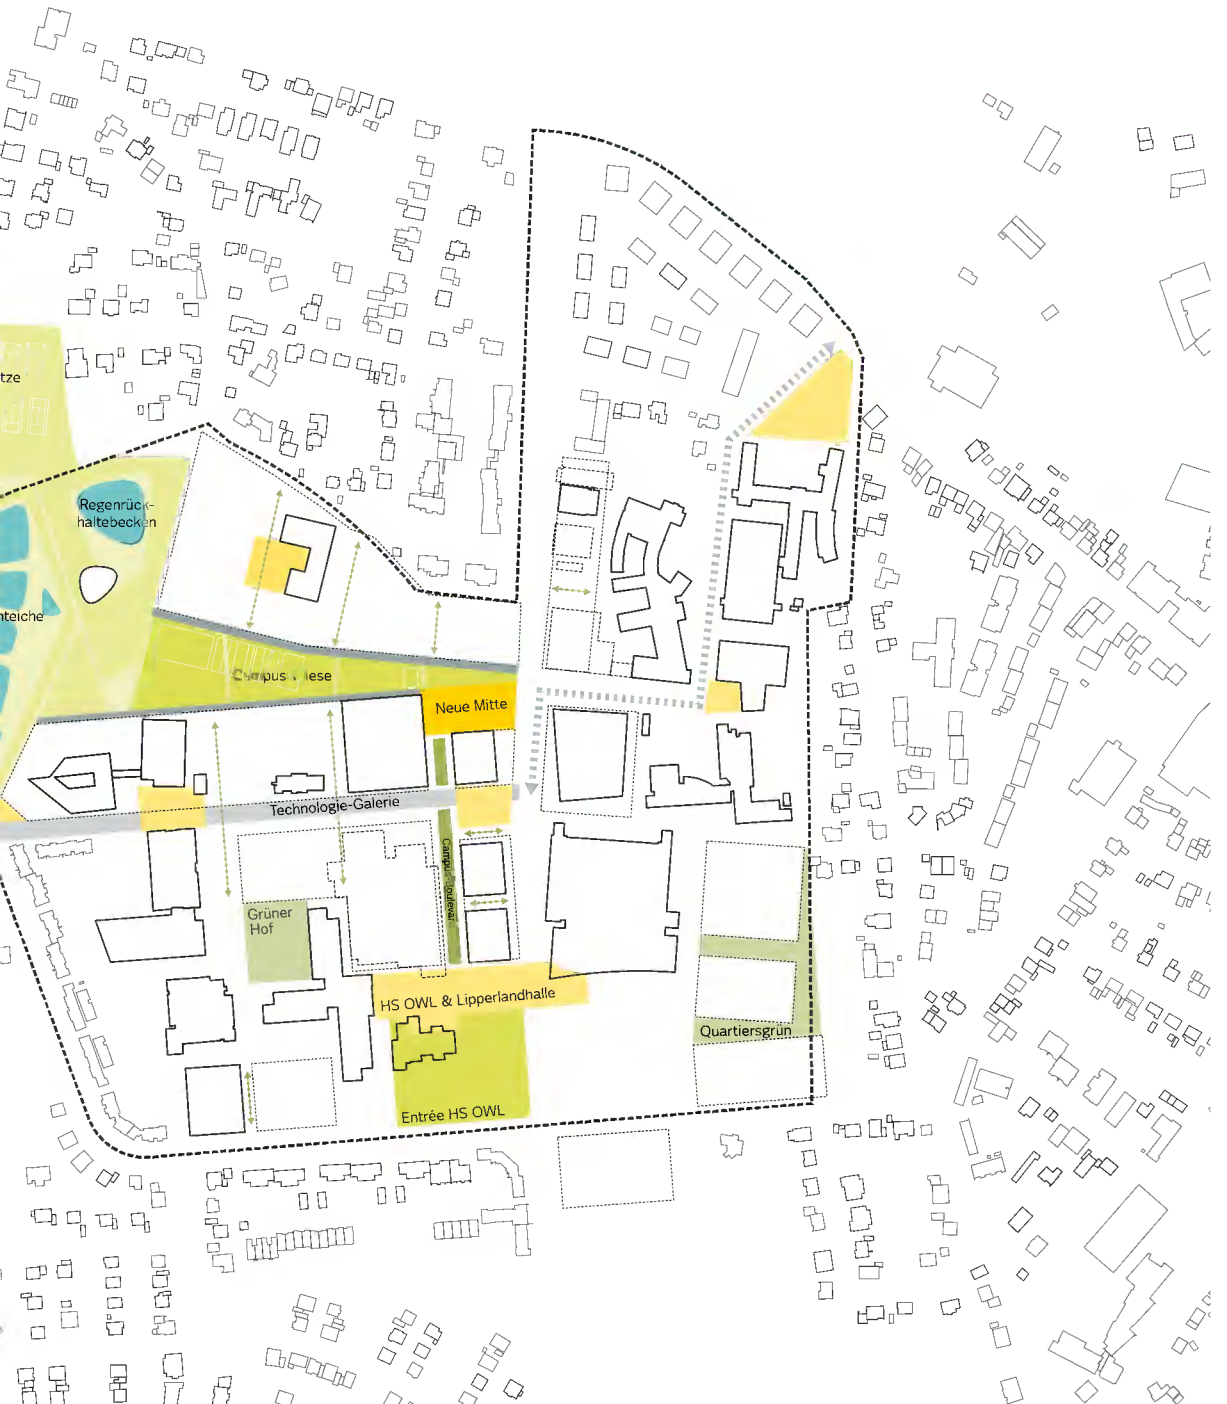 tze
Regenrück-
haltebecken
nteiche
Neue Mitte
Technologie-Galerie
Grüner
Hof
HS OWL & Lipperlandhalle
Quartiersgrün
Entrée HS OWL